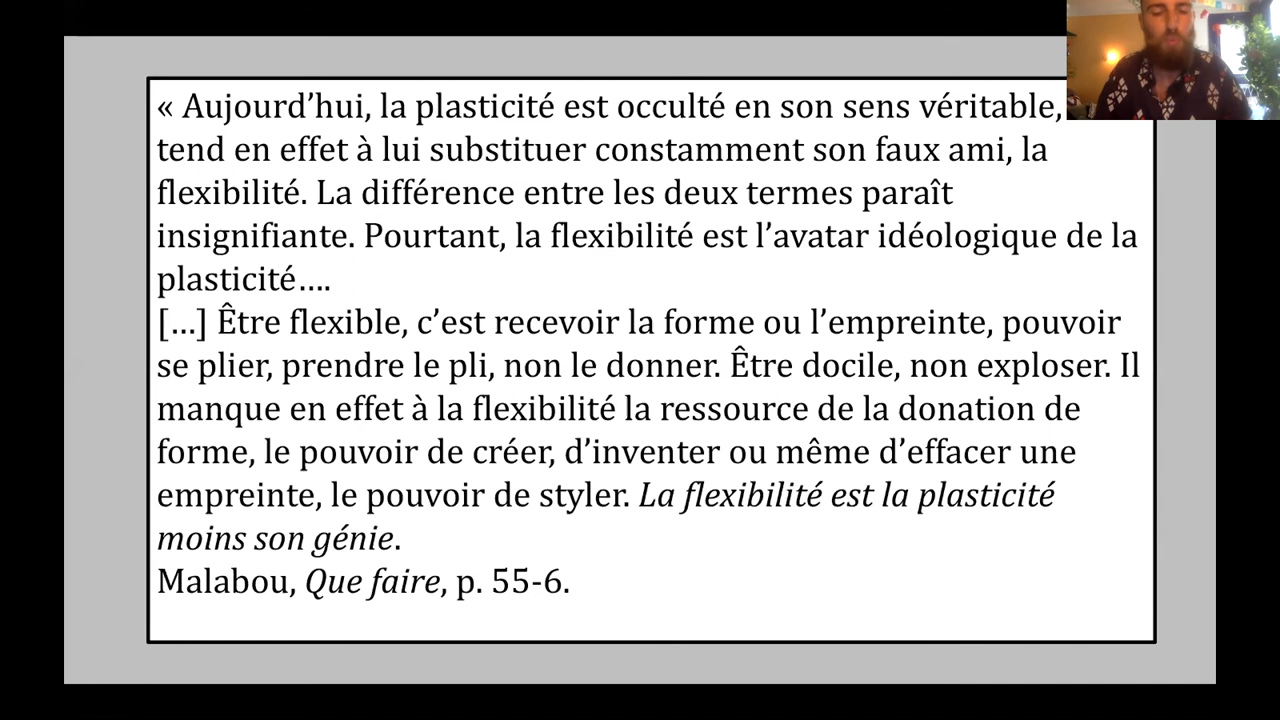 « Aujourd’hui, la plasticité est occulté en son sens véritable,
tend en effet à lui substituer constamment son faux ami, la
flexibilité. La différence entre les deux termes paraît
insignifiante. Pourtant, la flexibilité est l’avatar idéologique de la
plasticité….
[…] Être flexible, c’est recevoir la forme ou l’empreinte, pouvoir
se plier, prendre le pli, non le donner. Être docile, non exploser. Il
manque en effet à la flexibilité la ressource de la donation de
forme, le pouvoir de créer, d’inventer ou même d’effacer une
empreinte, le pouvoir de styler. La flexibilité est la plasticité
moins son génie.
Malabou, Que faire, p. 55-6.